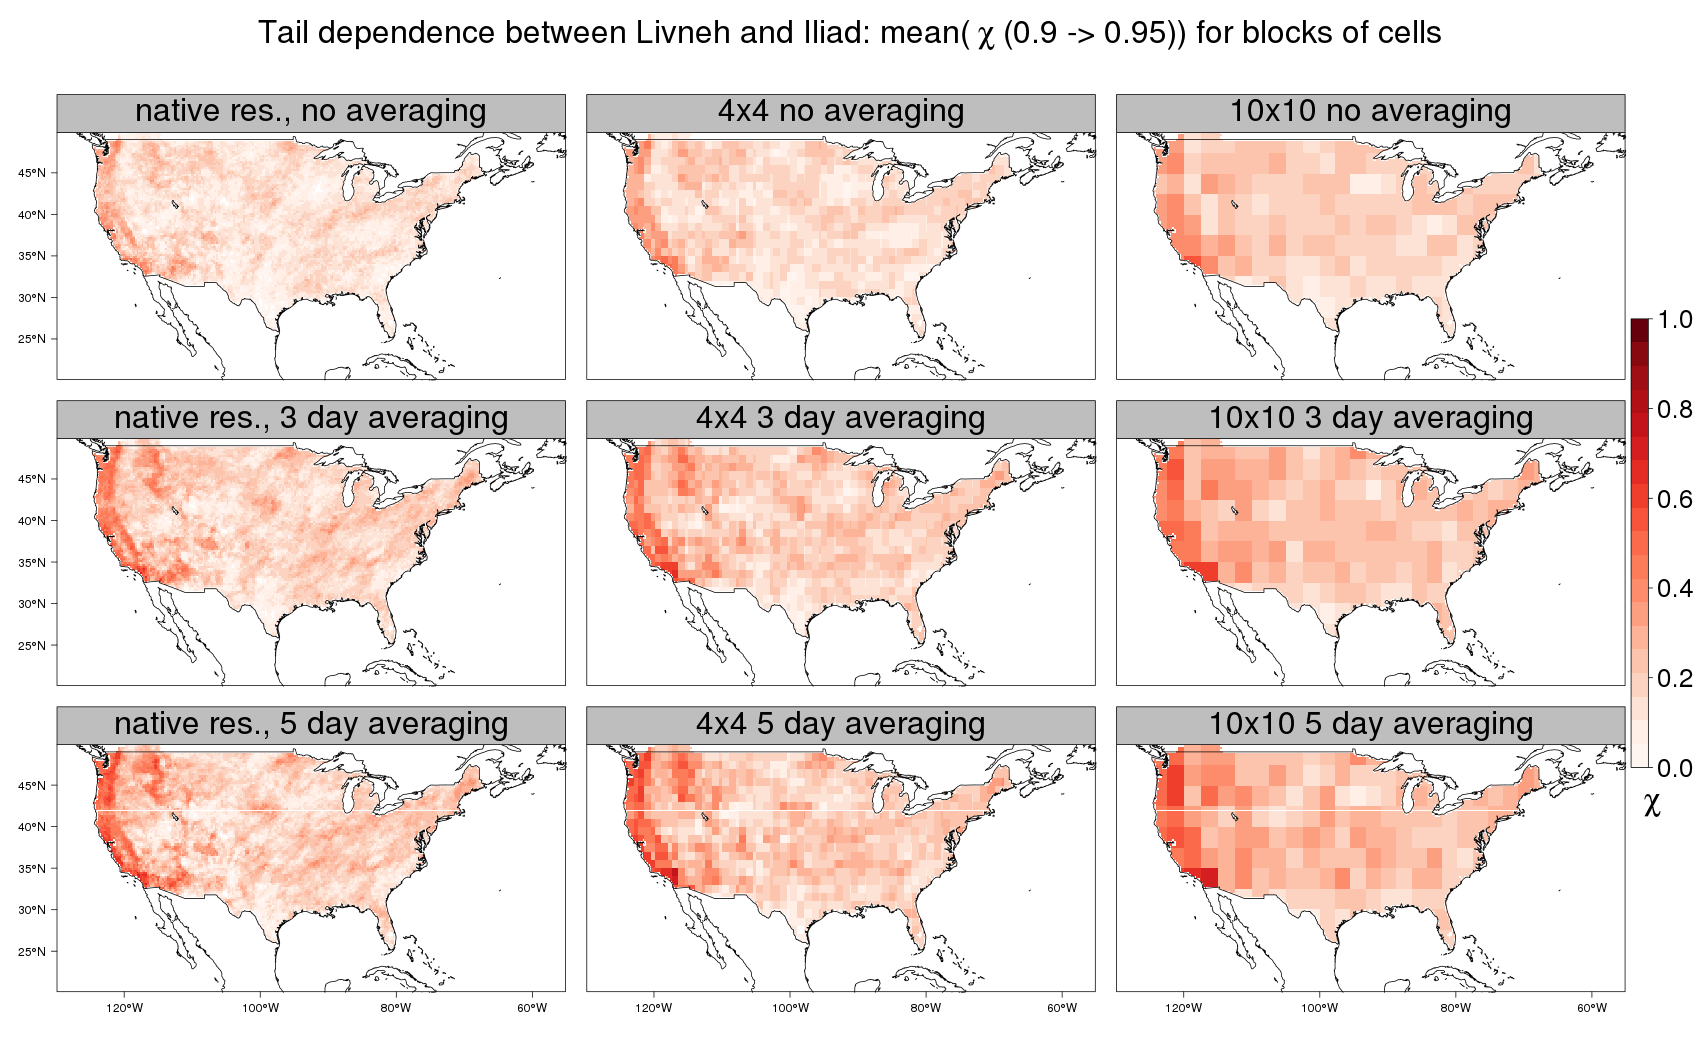 Tail dependence between Livneh and Iliad: mean( χ (0.9 -> 0.95)) for blocks of cells
native res., no averaging
4x4 no averaging
10x10 no averaging
45°N
40°N
35°N
30°N
25°N
native res., 3 day averaging
4x4 3 day averaging
10x10 3 day averaging
45°N
40°N
35°N
30°N
25°N
native res., 5 day averaging
4x4 5 day averaging
10x10 5 day averaging
45°N
40°N
35°N
30°N
25°N
120°W 100°W 80°W 60°W
120°W 100°W 80°W 60°W
120°W 100°W 80°W 60°W
1.0
0.8
0.6
0.4
0.2
0.0
χ